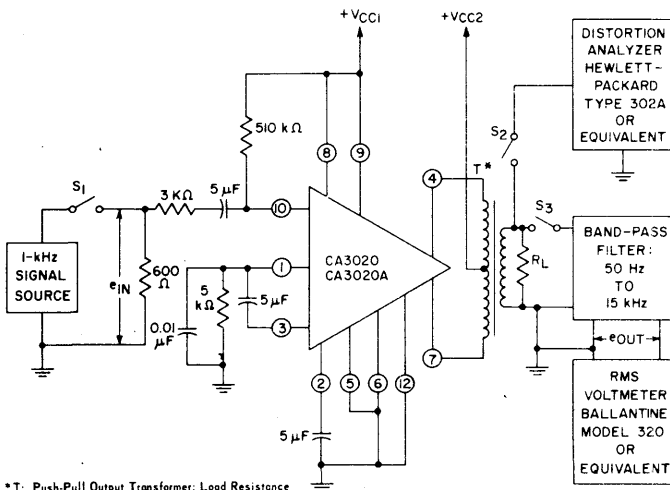 +VCC1
+VCC2
DISTORTION
ANALYZER
HEWLETT-
PACKARD
TYPE 302A
OR
EQUIVALENT
510 kΩ
8
9
4
T*
S2
S1
3 KΩ
5 μF
10
S3
1-kHz
SIGNAL
SOURCE
eIN
600
Ω
0.01
μF
5
kΩ
5 μF
1
3
CA3020
CA3020A
RL
BAND-PASS
FILTER:
50 Hz
TO
15 kHz
7
eOUT
2
5
6
12
5 μF
RMS
VOLTMETER
BALLANTINE
MODEL 320
OR
EQUIVALENT
*T: Push-Pull Output Transformer; Load Resistance